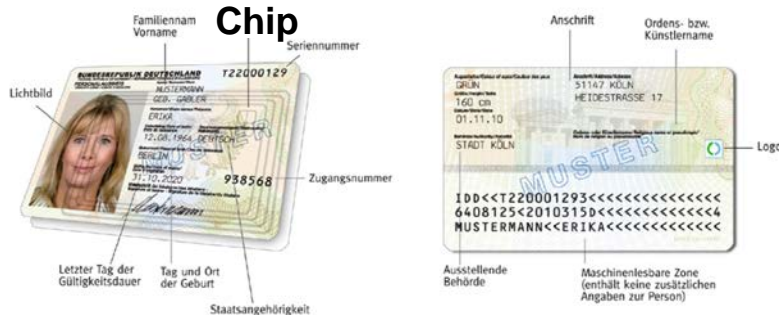 Familiennam
Vorname
Chip
Seriennummer
Lichtbild
BUNDESREPUBLIK DEUTSCHLAND
T22000129
MUSTERMANN
GEB. GABLER
ERIKA
12.08.1964 DEUTSCH
BERLIN
31.10.2020
938568
MUSTER
Zugangsnummer
Letzter Tag der
Gültigkeitsdauer
Tag und Ort
der Geburt
Staatsangehörigkeit
Anschrift
Ordens- bzw.
Künstlername
GRÜN
160 cm
01.11.10
STADT KÖLN
51147 KÖLN
HEIDESTRASSE 17
MUSTER
Logo
IDD<<T220001293<<<<<<<<<<<<<<<
6408125<2010315D<<<<<<<<<<<<<4
MUSTERMANN<<ERIKA<<<<<<<<<<<<<
Ausstellende
Behörde
Maschinenlesbare Zone
(enthält keine zusätzlichen
Angaben zur Person)